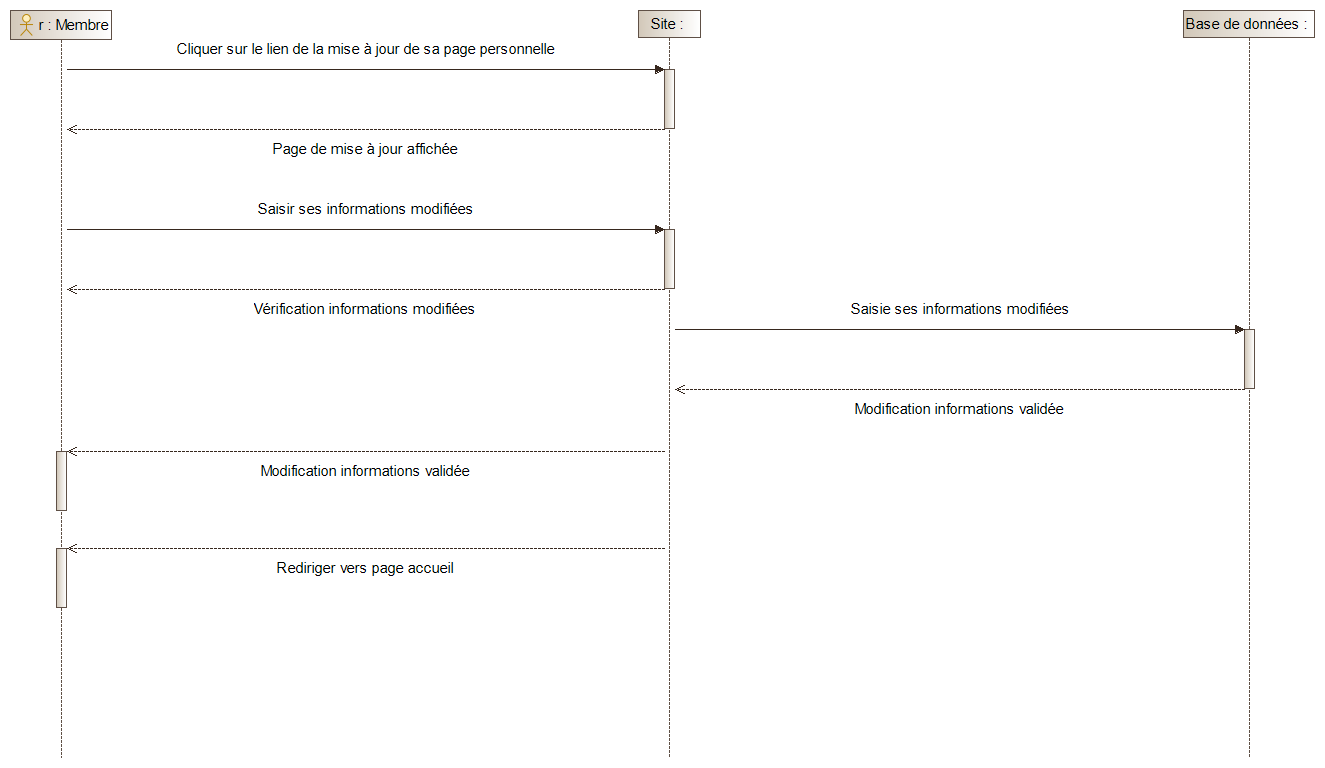 r : Membre
Site :
Base de données :
Cliquer sur le lien de la mise à jour de sa page personnelle
Page de mise à jour affichée
Saisir ses informations modifiées
Vérification informations modifiées
Saisie ses informations modifiées
Modification informations validée
Modification informations validée
Rediriger vers page accueil